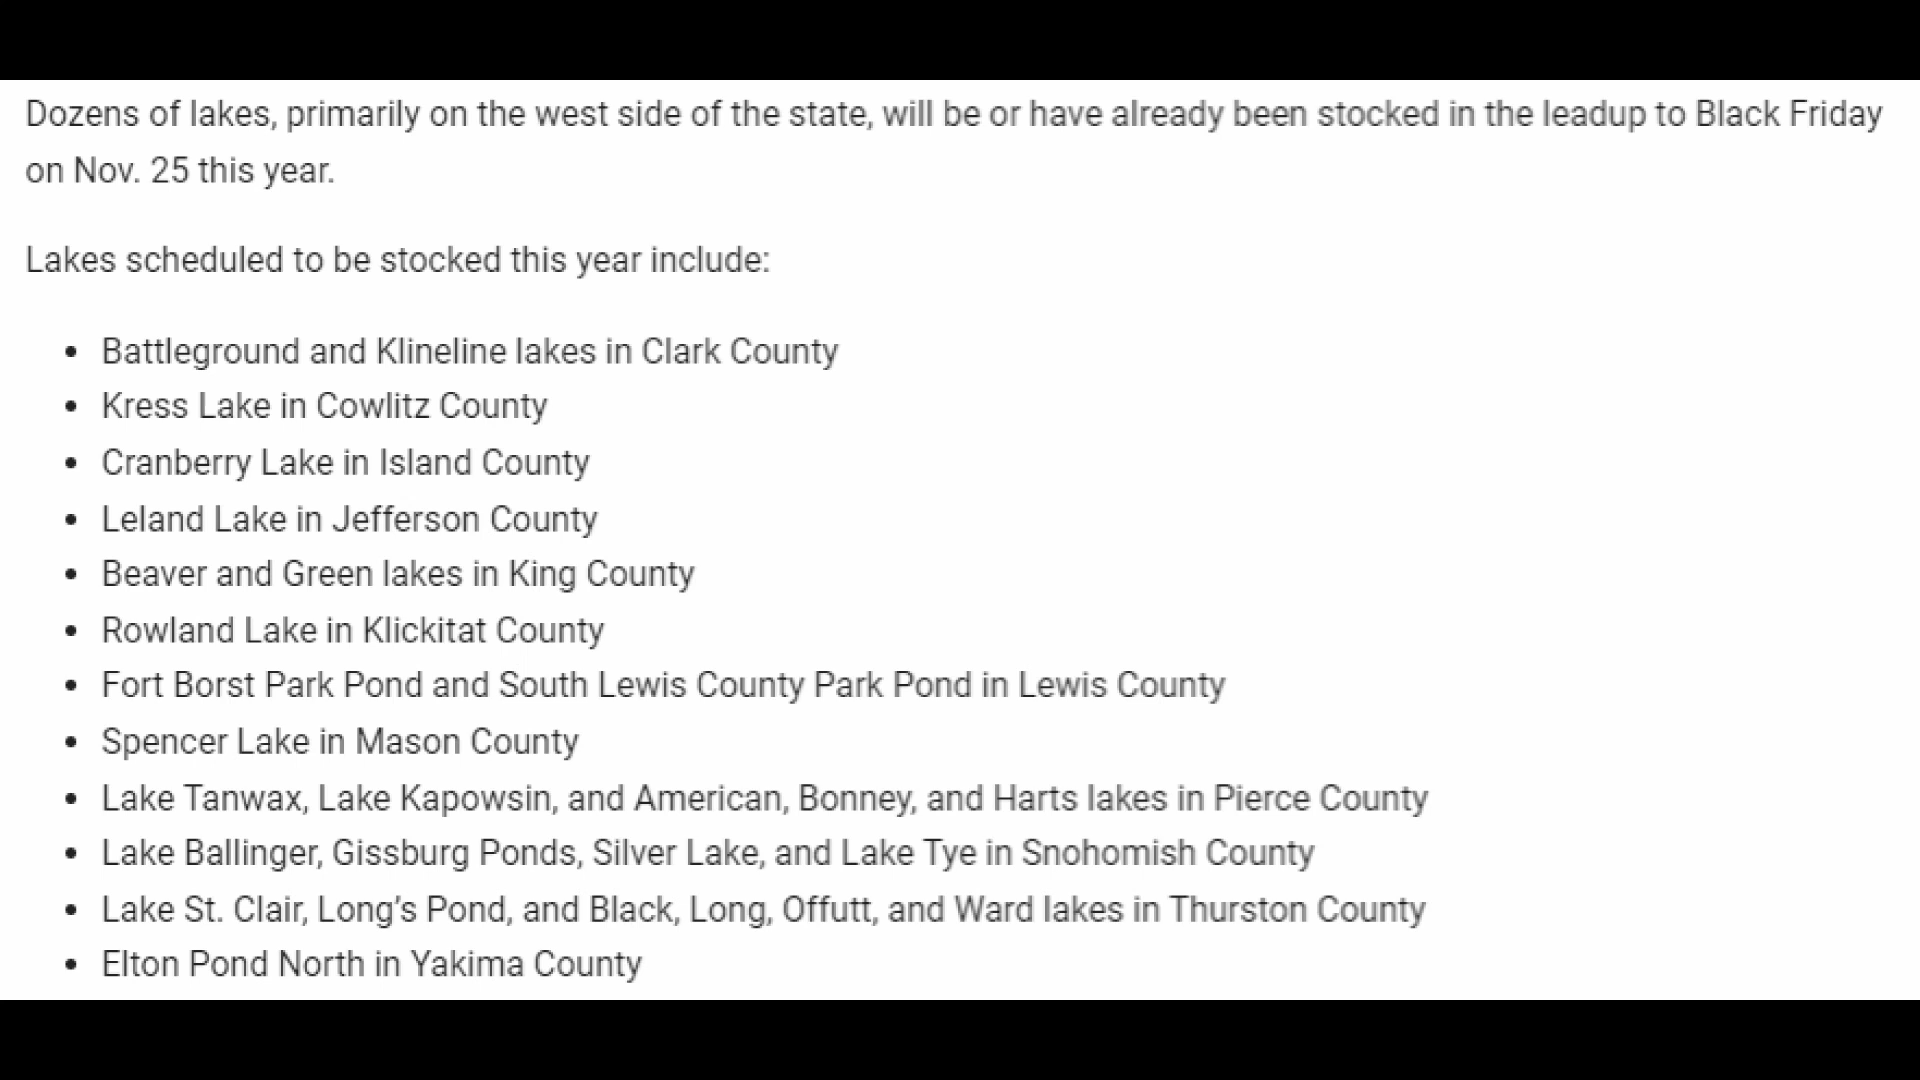 Dozens of lakes, primarily on the west side of the state, will be or have already been stocked in the leadup to Black Friday
on Nov. 25 this year.
Lakes scheduled to be stocked this year include:
• Battleground and Klineline lakes in Clark County
• Kress Lake in Cowlitz County
• Cranberry Lake in Island County
• Leland Lake in Jefferson County
• Beaver and Green lakes in King County
• Rowland Lake in Klickitat County
• Fort Borst Park Pond and South Lewis County Park Pond in Lewis County
• Spencer Lake in Mason County
• Lake Tanwax, Lake Kapowsin, and American, Bonney, and Harts lakes in Pierce County
• Lake Ballinger, Gissburg Ponds, Silver Lake, and Lake Tye in Snohomish County
• Lake St. Clair, Long’s Pond, and Black, Long, Offutt, and Ward lakes in Thurston County
• Elton Pond North in Yakima County